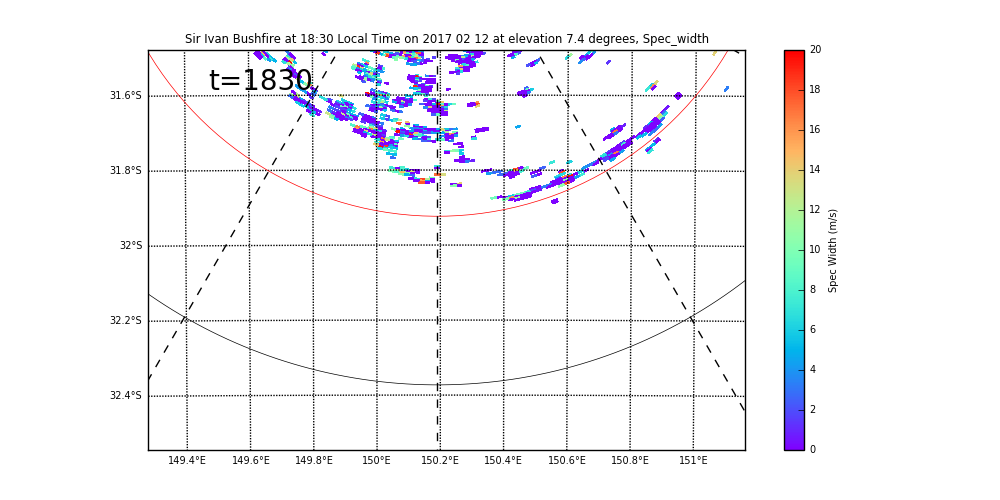 Sir Ivan Bushfire at 18:30 Local Time on 2017 02 12 at elevation 7.4 degrees, Spec_width
t=1830
31.6°S
31.8°S
32°S
32.2°S
32.4°S
149.4°E 149.6°E 149.8°E 150°E 150.2°E 150.4°E 150.6°E 150.8°E 151°E
20
18
16
14
12
10
8
6
4
2
0
Spec Width (m/s)